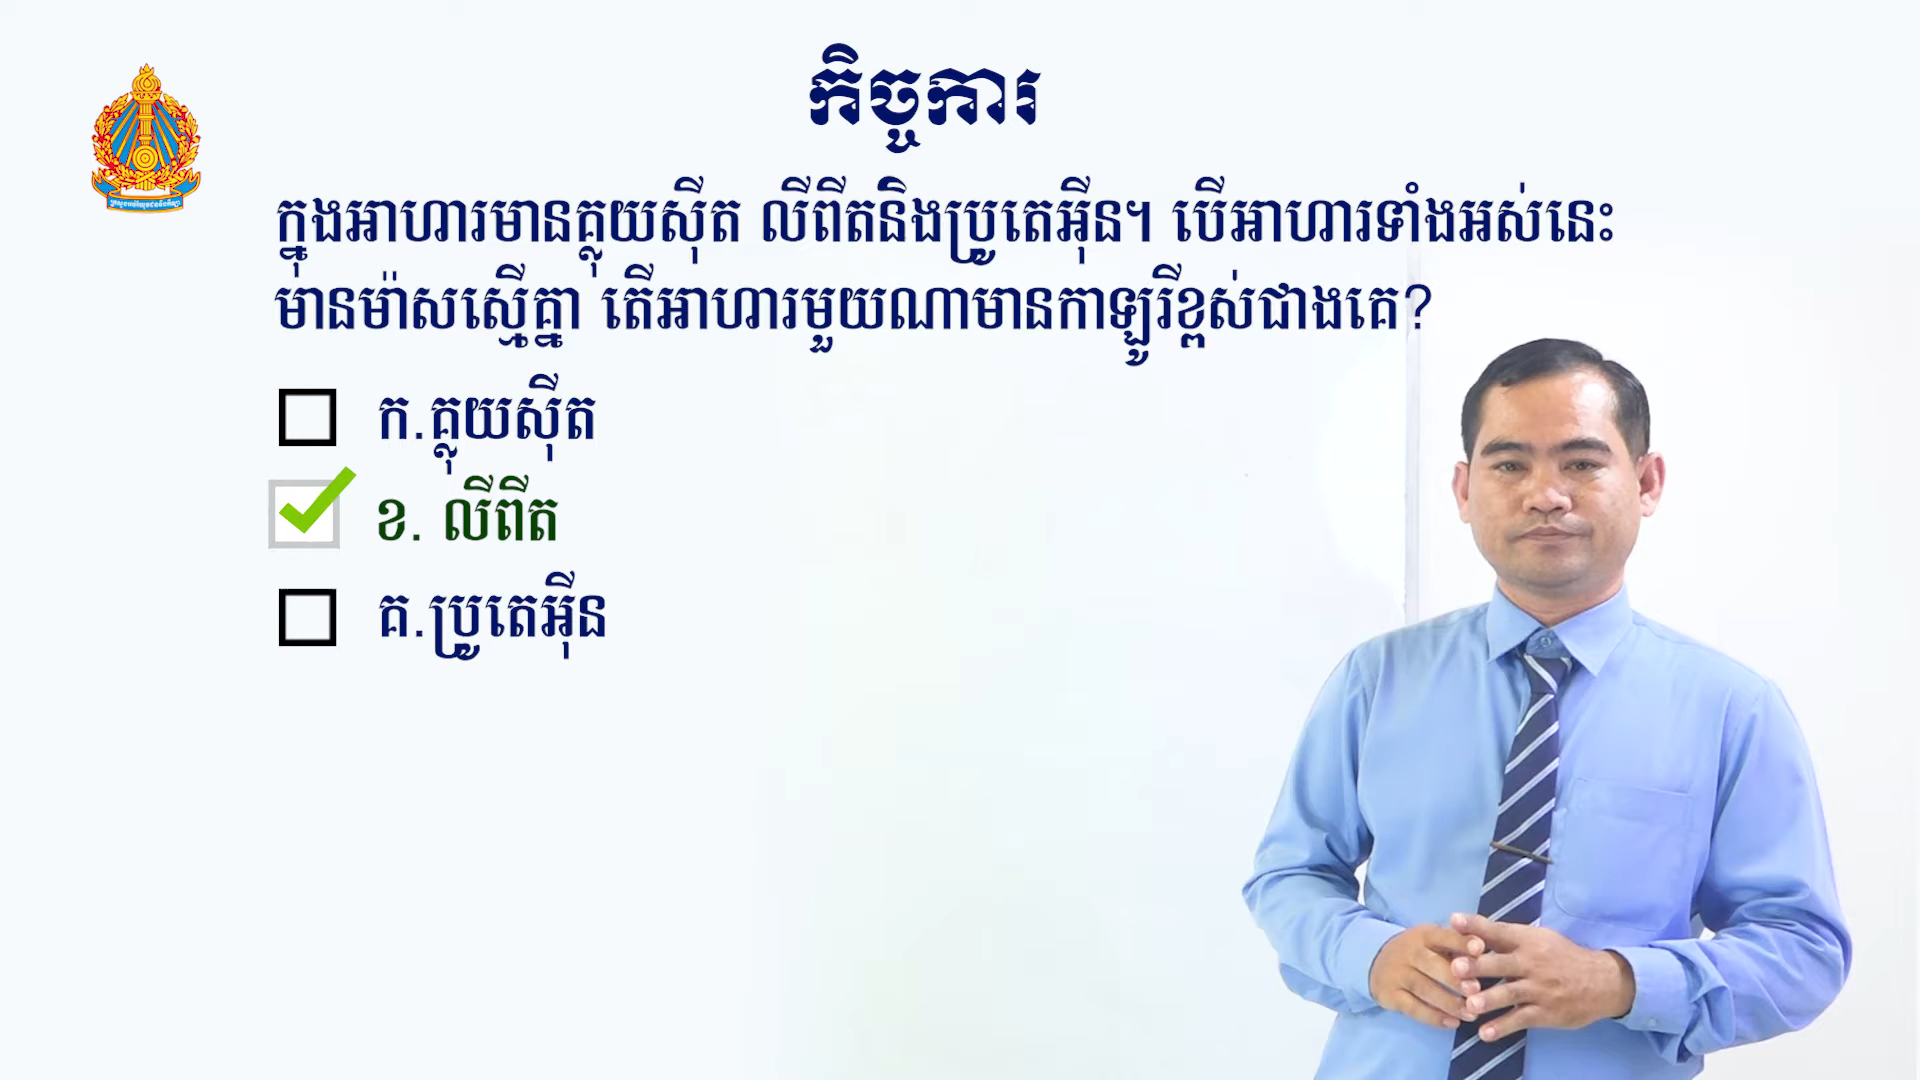 កិច្ចការ
ក្នុងអាហារមានគ្លុយស៊ីត លីពីតនិងប្រូតេអ៊ីន។ បើអាហារទាំងអស់នេះ
មានម៉ាសស្មើគ្នា តើអាហារមួយណាមានកាឡូរីខ្ពស់ជាងគេ?
ក.គ្លុយស៊ីត
ខ. លីពីត
គ.ប្រូតេអ៊ីន